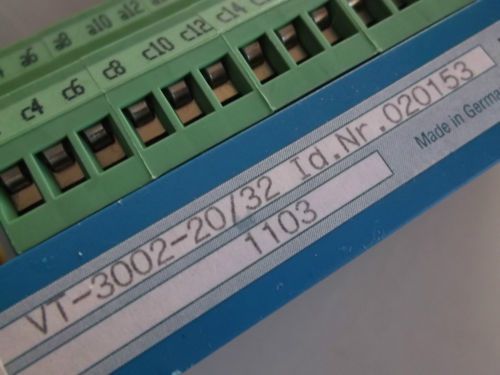 a6 a8 a10 a12
c4 c6 c8 c10 c12 c14
VT-3002-20/32 Id.Nr.020153
1103
Made in Germa